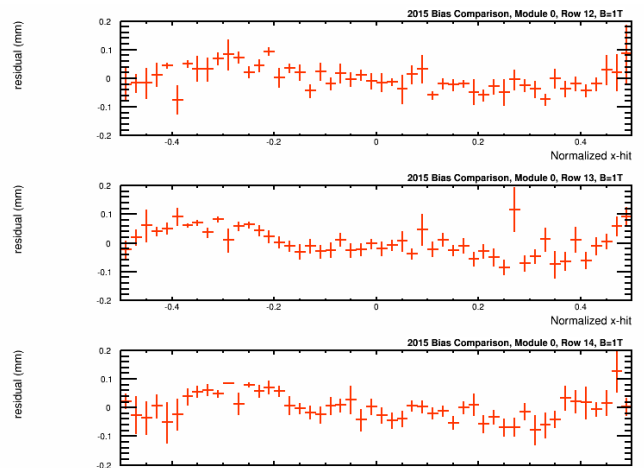 2015 Bias Comparison, Module 0, Row 12, B=1T
residual (mm)
0.2
0.1
0
-0.1
-0.2
-0.4 -0.2 0 0.2 0.4
Normalized x-hit
2015 Bias Comparison, Module 0, Row 13, B=1T
residual (mm)
0.2
0.1
0
-0.1
-0.2
-0.4 -0.2 0 0.2 0.4
Normalized x-hit
2015 Bias Comparison, Module 0, Row 14, B=1T
residual (mm)
0.2
0.1
0
-0.1
-0.2